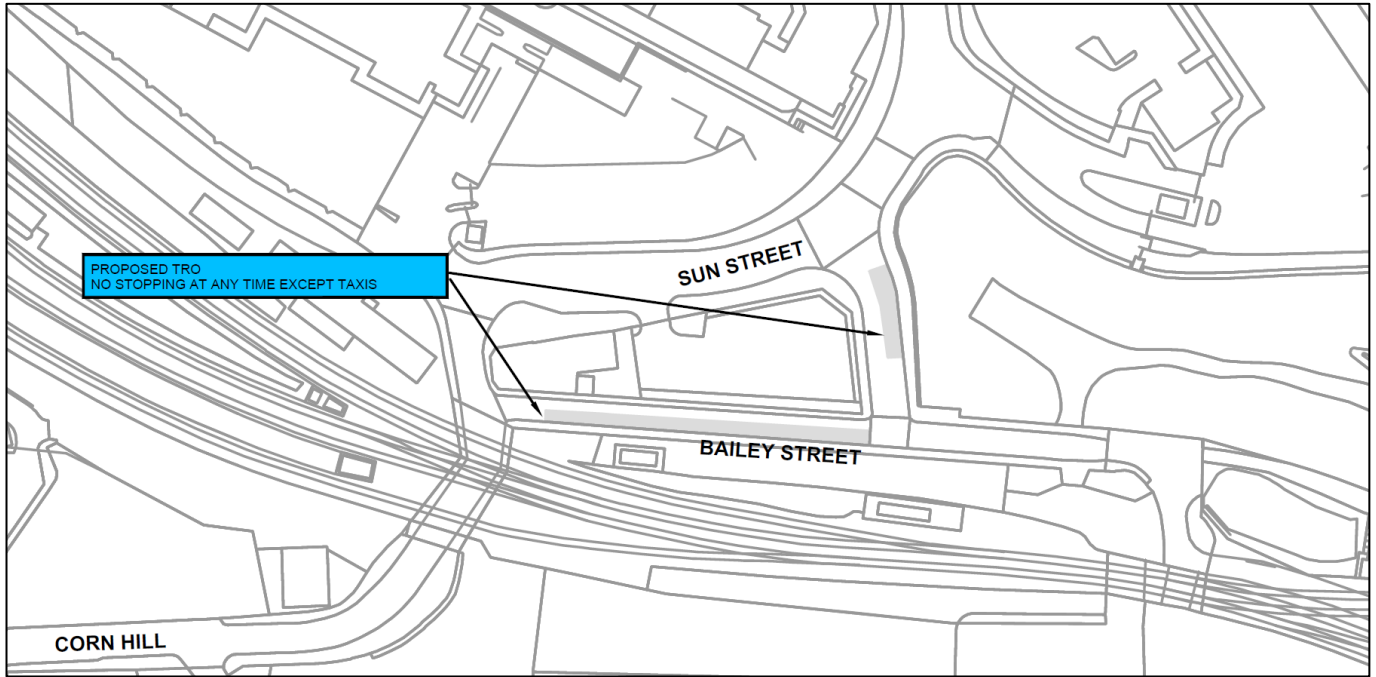 SUN STREET
PROPOSED TRO
NO STOPPING AT ANY TIME EXCEPT TAXIS
BAILEY STREET
CORN HILL